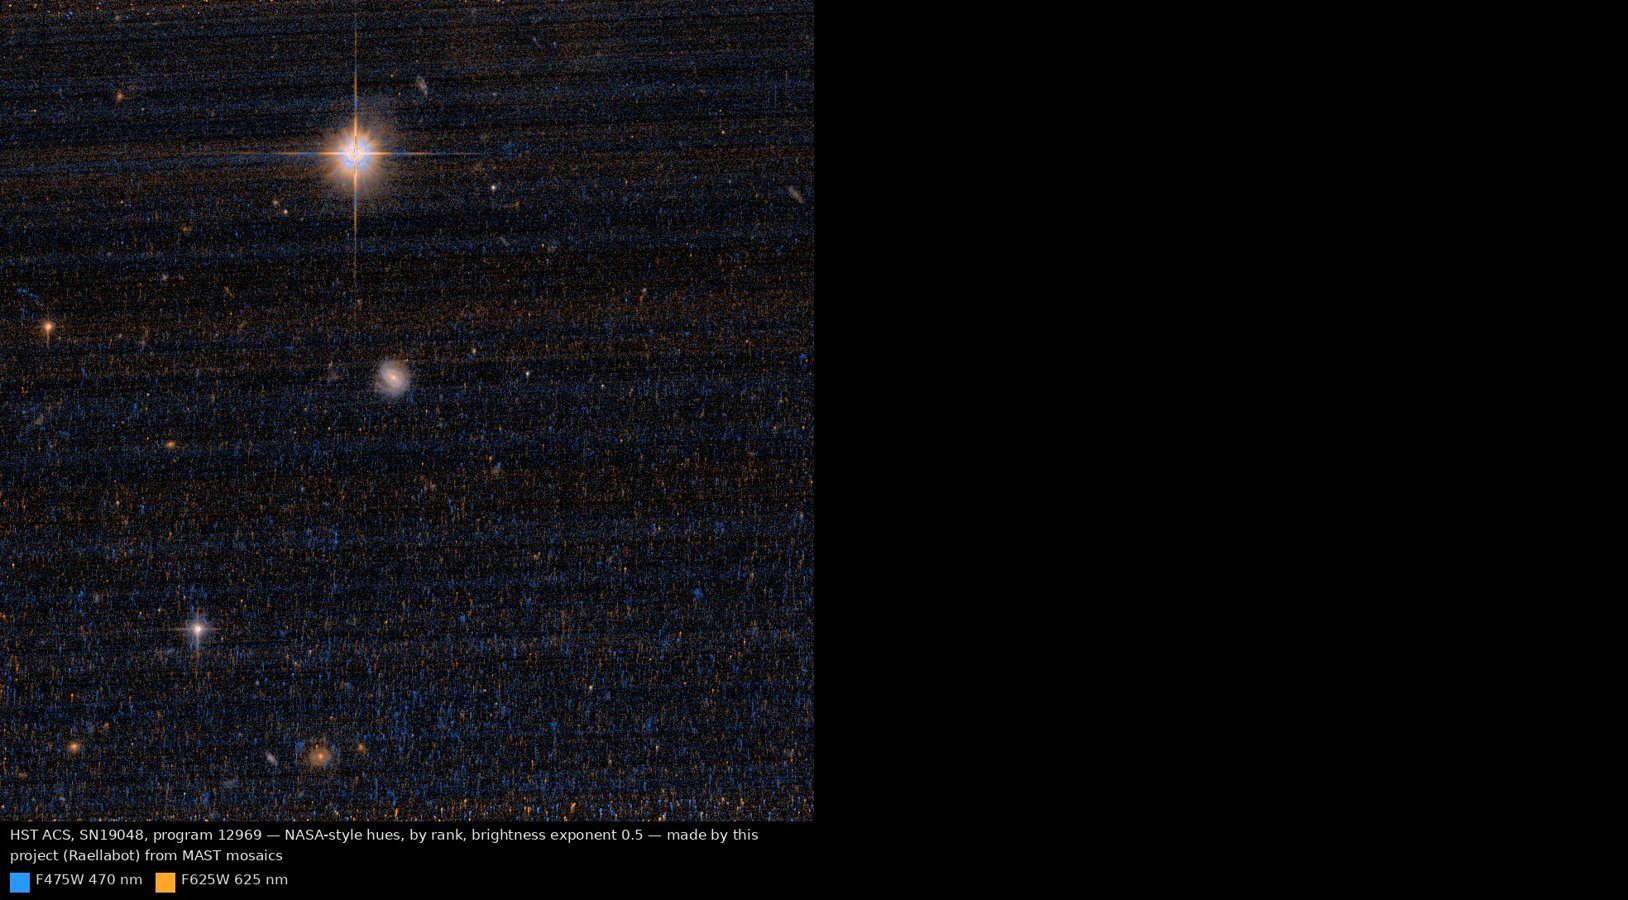 HST ACS, SN19048, program 12969 — NASA-style hues, by rank, brightness exponent 0.5 — made by this
project (Raellabot) from MAST mosaics
F475W 470 nm F625W 625 nm